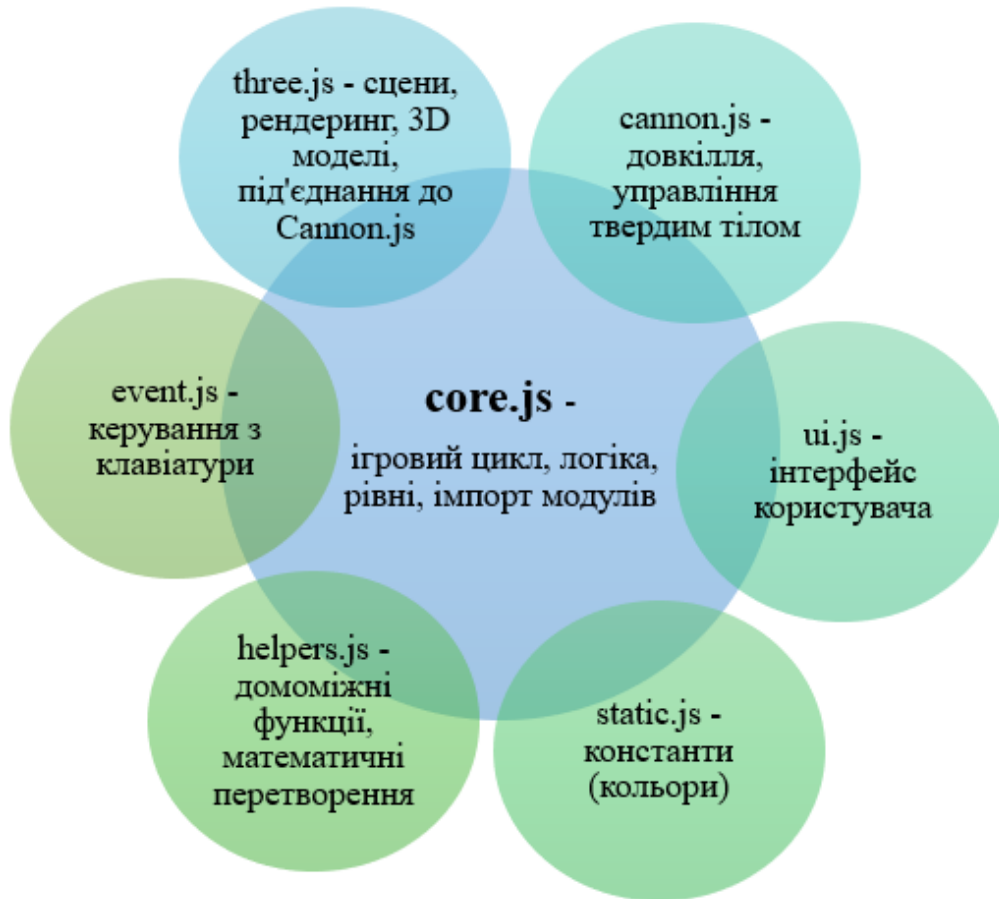 three.js - сцени,
рендеринг, 3D
моделі,
під'єднання до
Cannon.js
cannon.js -
довкілля,
управління
твердим тілом
event.js -
керування з
клавіатури
core.js -
ігровий цикл, логіка,
рівні, імпорт модулів
ui.js -
інтерфейс
користувача
helpers.js -
домоміжні
функції,
математичні
перетворення
static.js -
константи
(кольори)